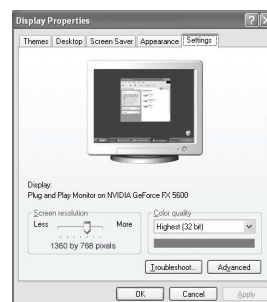 Display Properties
Themes Desktop Screen Saver Appearance Settings
Display:
Plug and Play Monitor on NVIDIA GeForce FX 5600
Screen resolution
Less More
1360 by 768 pixels
Color quality
Highest (32 bit)
Troubleshoot... Advanced
OK Cancel Apply